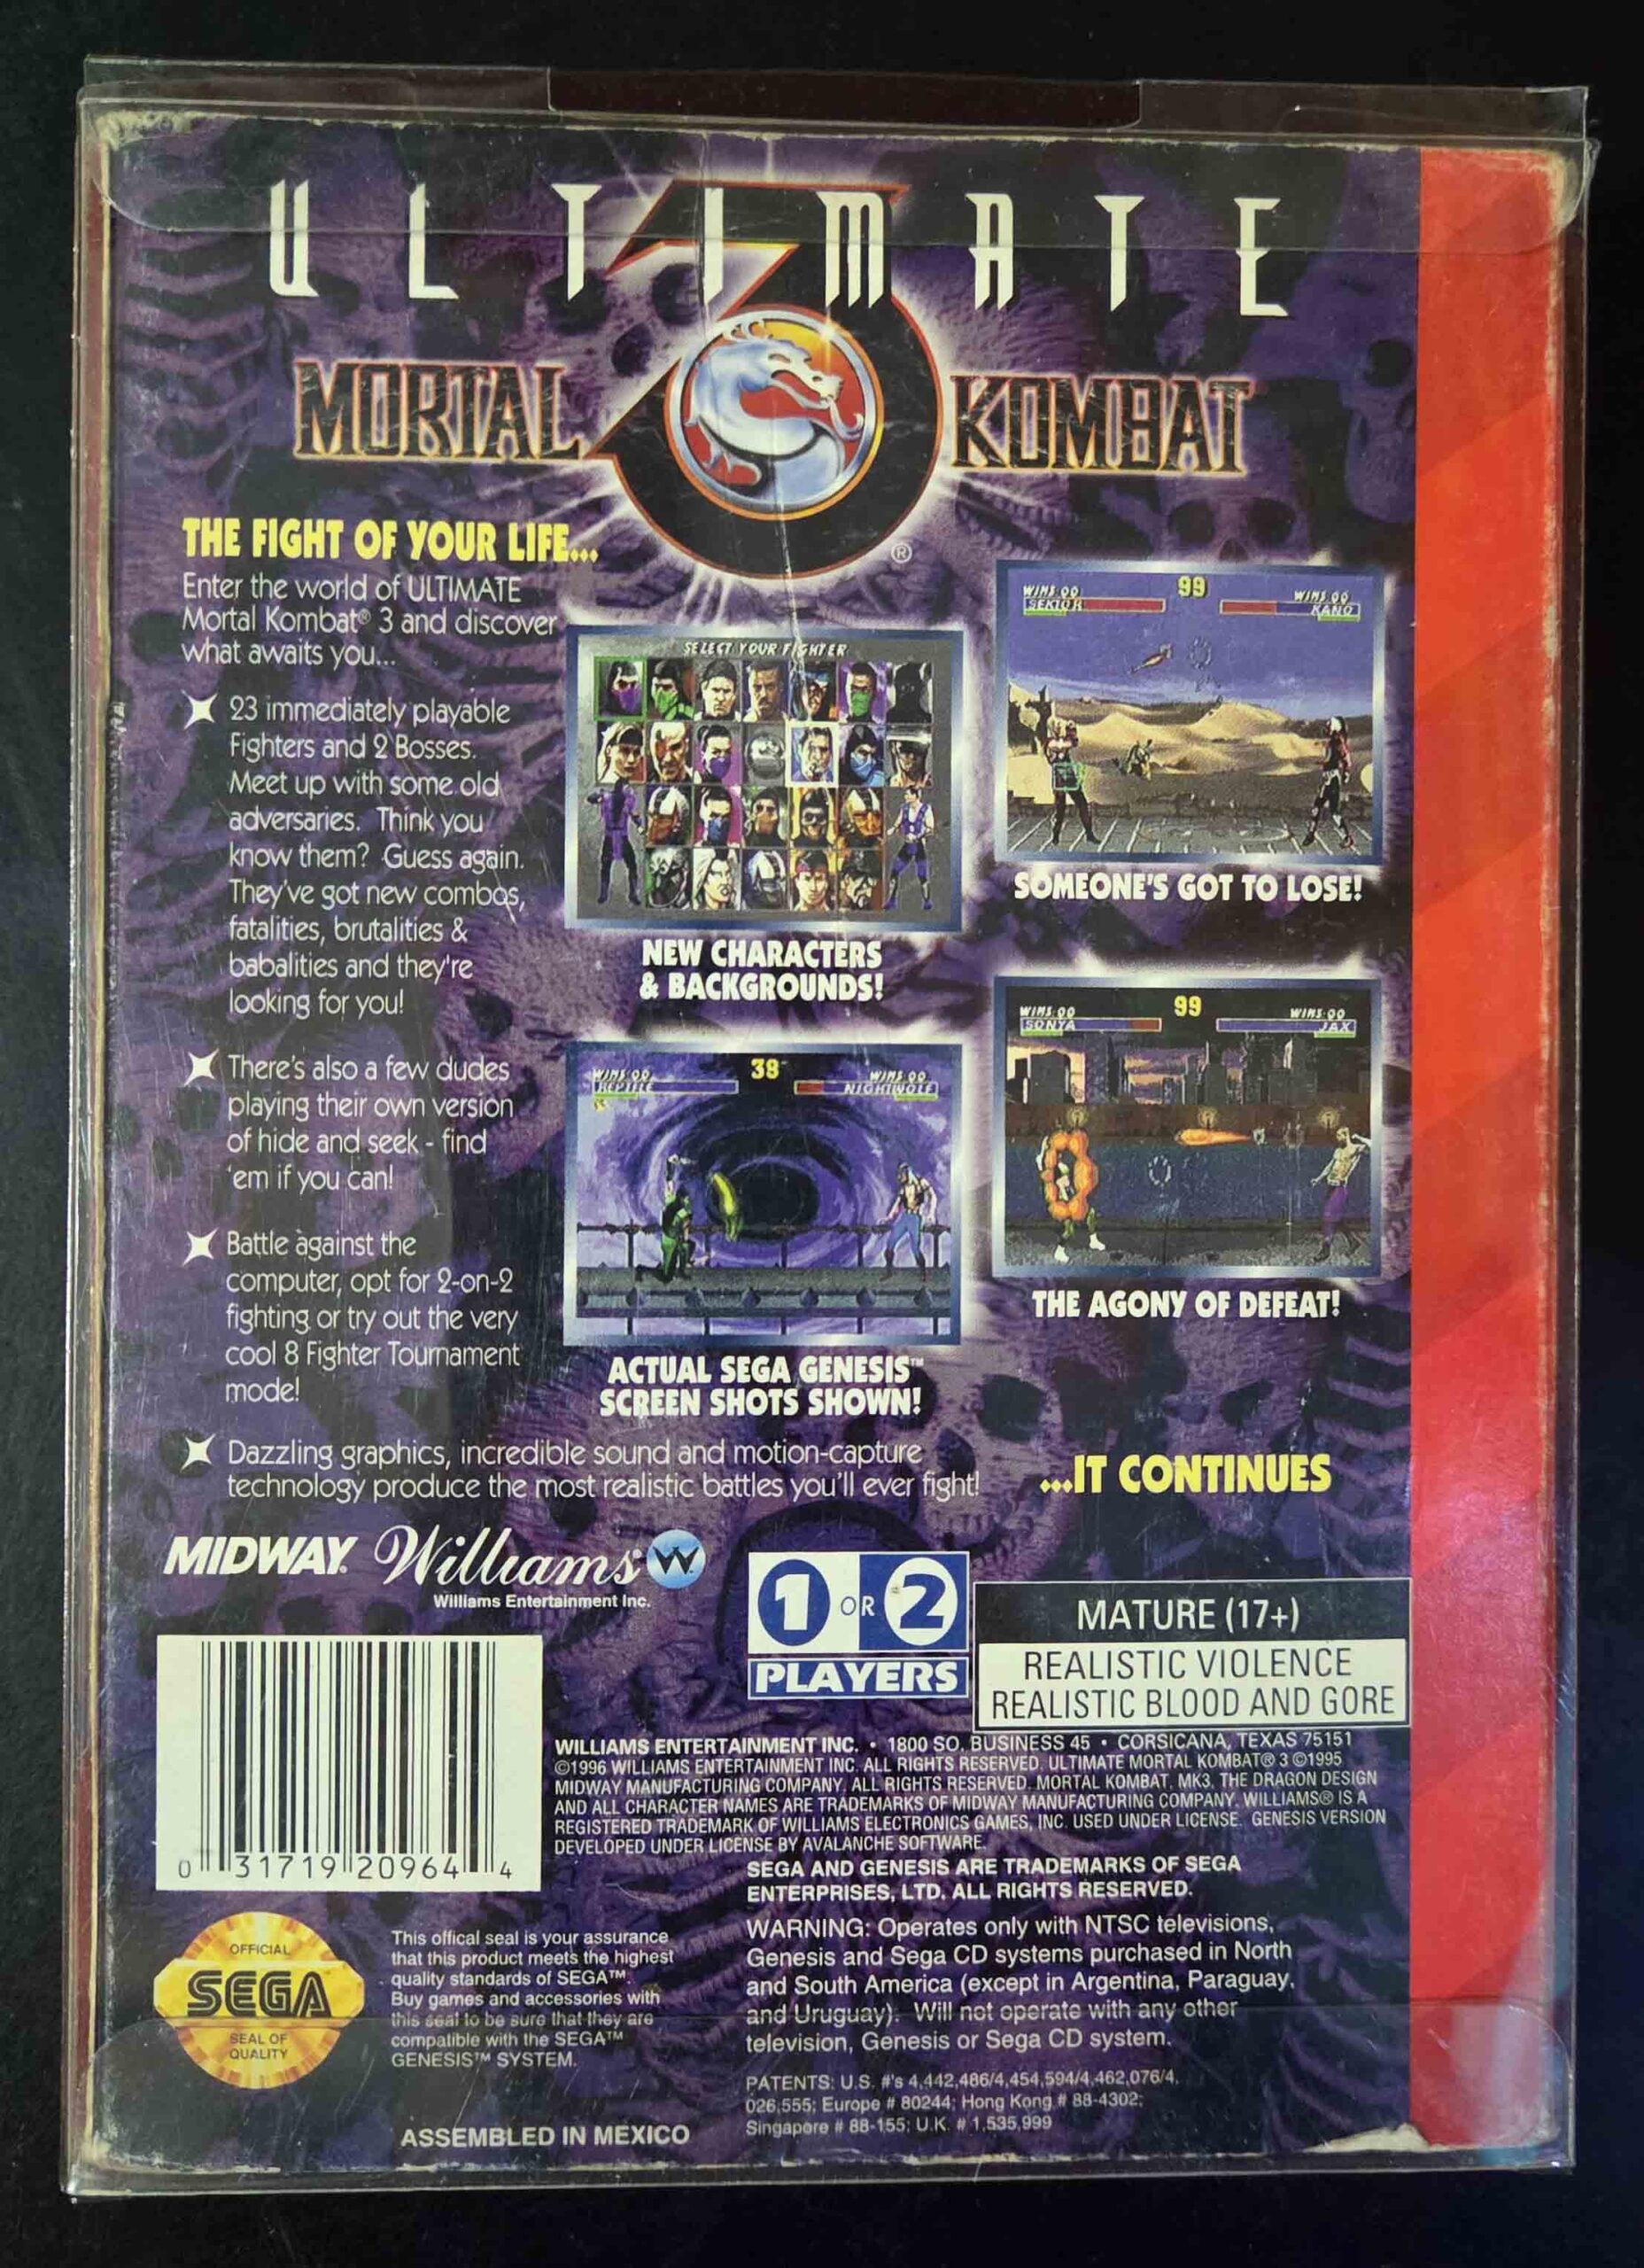 ULTIMATE
MORTAL 3 KOMBAT
®
THE FIGHT OF YOUR LIFE...
Enter the world of ULTIMATE
Mortal Kombat® 3 and discover
what awaits you...
23 immediately playable
Fighters and 2 Bosses.
Meet up with some old
adversaries. Think you
know them? Guess again.
They've got new combos,
fatalities, brutalities &
babalities and they're
looking for you!
There's also a few dudes
playing their own version
of hide and seek - find
'em if you can!
Battle against the
computer, opt for 2-on-2
fighting or try out the very
cool 8 Fighter Tournament
mode!
Dazzling graphics, incredible sound and motion-capture
technology produce the most realistic battles you'll ever fight!
SELECT YOUR FIGHTER
NEW CHARACTERS
& BACKGROUNDS!
WINS:00 99 WINS:00
SEKTOR KANO
SOMEONE'S GOT TO LOSE!
WINS:00 38 WINS:00
REPTILE NIGHTWOLF
ACTUAL SEGA GENESIS™
SCREEN SHOTS SHOWN!
WINS:00 99 WINS:00
SONYA JAX
THE AGONY OF DEFEAT!
...IT CONTINUES
MIDWAY. Williams® W
Williams Entertainment Inc.
1 OR 2
PLAYERS
MATURE (17+)
REALISTIC VIOLENCE
REALISTIC BLOOD AND GORE
0 31719 20964 4
WILLIAMS ENTERTAINMENT INC. • 1800 SO. BUSINESS 45 • CORSICANA, TEXAS 75151
©1996 WILLIAMS ENTERTAINMENT INC. ALL RIGHTS RESERVED. ULTIMATE MORTAL KOMBAT® 3 ©1995
MIDWAY MANUFACTURING COMPANY. ALL RIGHTS RESERVED. MORTAL KOMBAT, MK3, THE DRAGON DESIGN
AND ALL CHARACTER NAMES ARE TRADEMARKS OF MIDWAY MANUFACTURING COMPANY. WILLIAMS® IS A
REGISTERED TRADEMARK OF WILLIAMS ELECTRONICS GAMES, INC. USED UNDER LICENSE. GENESIS VERSION
DEVELOPED UNDER LICENSE BY AVALANCHE SOFTWARE.
SEGA AND GENESIS ARE TRADEMARKS OF SEGA
ENTERPRISES, LTD. ALL RIGHTS RESERVED.
WARNING: Operates only with NTSC televisions,
Genesis and Sega CD systems purchased in North
and South America (except in Argentina, Paraguay,
and Uruguay). Will not operate with any other
television, Genesis or Sega CD system.
PATENTS: U.S. #'s 4,442,486/4,454,594/4,462,076/4,
026,555; Europe # 80244; Hong Kong # 88-4302;
Singapore # 88-155; U.K. # 1,535,999
OFFICIAL
SEGA
SEAL OF
QUALITY
This offical seal is your assurance
that this product meets the highest
quality standards of SEGA™.
Buy games and accessories with
this seal to be sure that they are
compatible with the SEGA™
GENESIS™ SYSTEM.
ASSEMBLED IN MEXICO